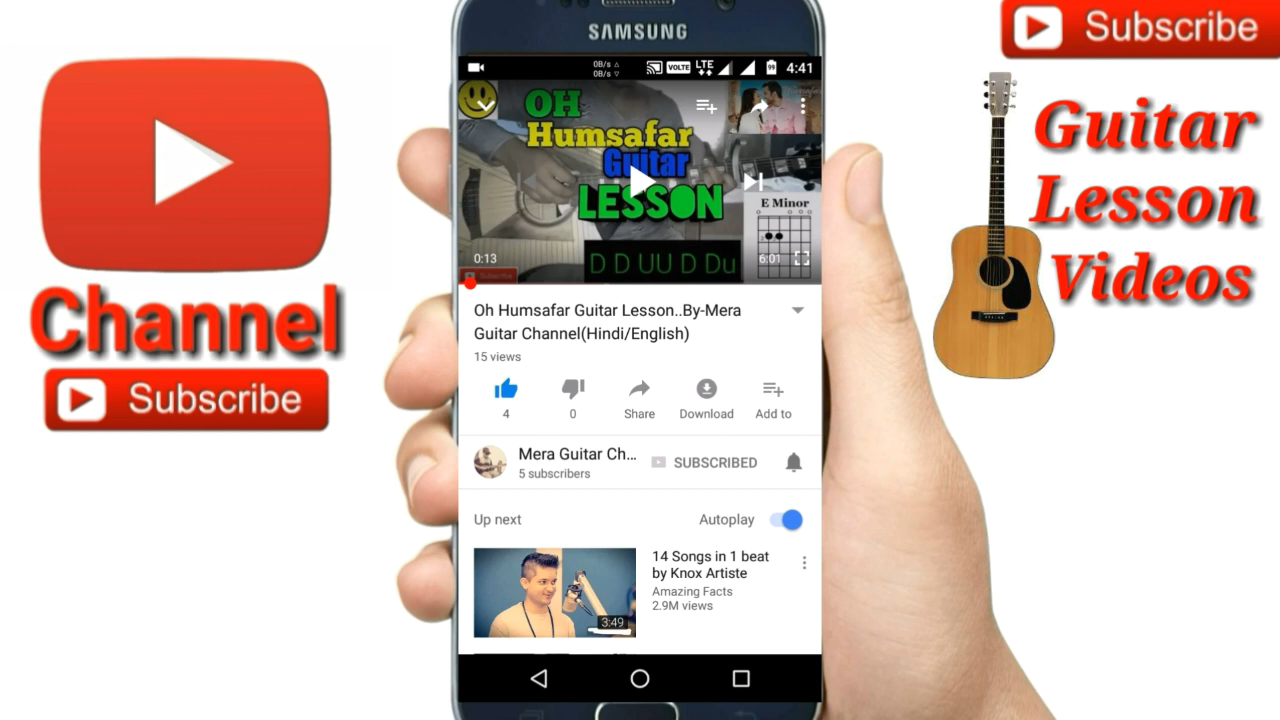 Subscribe
SAMSUNG
0B/s
0B/s
VOLTE
LTE
99
4:41
OH
Humsafar
Guitar
LESSON
E Minor
D D UU D Du
0:13
6:01
Subscribe
Oh Humsafar Guitar Lesson..By-Mera
Guitar Channel(Hindi/English)
15 views
4
0
Share
Download
Add to
Mera Guitar Ch...
5 subscribers
SUBSCRIBED
Up next
Autoplay
14 Songs in 1 beat
by Knox Artiste
Amazing Facts
2.9M views
3:49
Channel
Subscribe
Guitar
Lesson
Videos